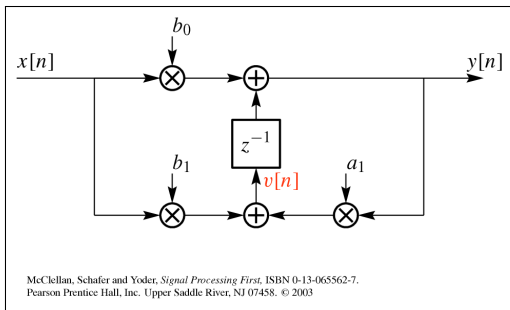 b₀
x[n]
y[n]
z⁻¹
b₁
v[n]
a₁
McClellan, Schafer and Yoder, Signal Processing First, ISBN 0-13-065562-7.
Pearson Prentice Hall, Inc. Upper Saddle River, NJ 07458. © 2003